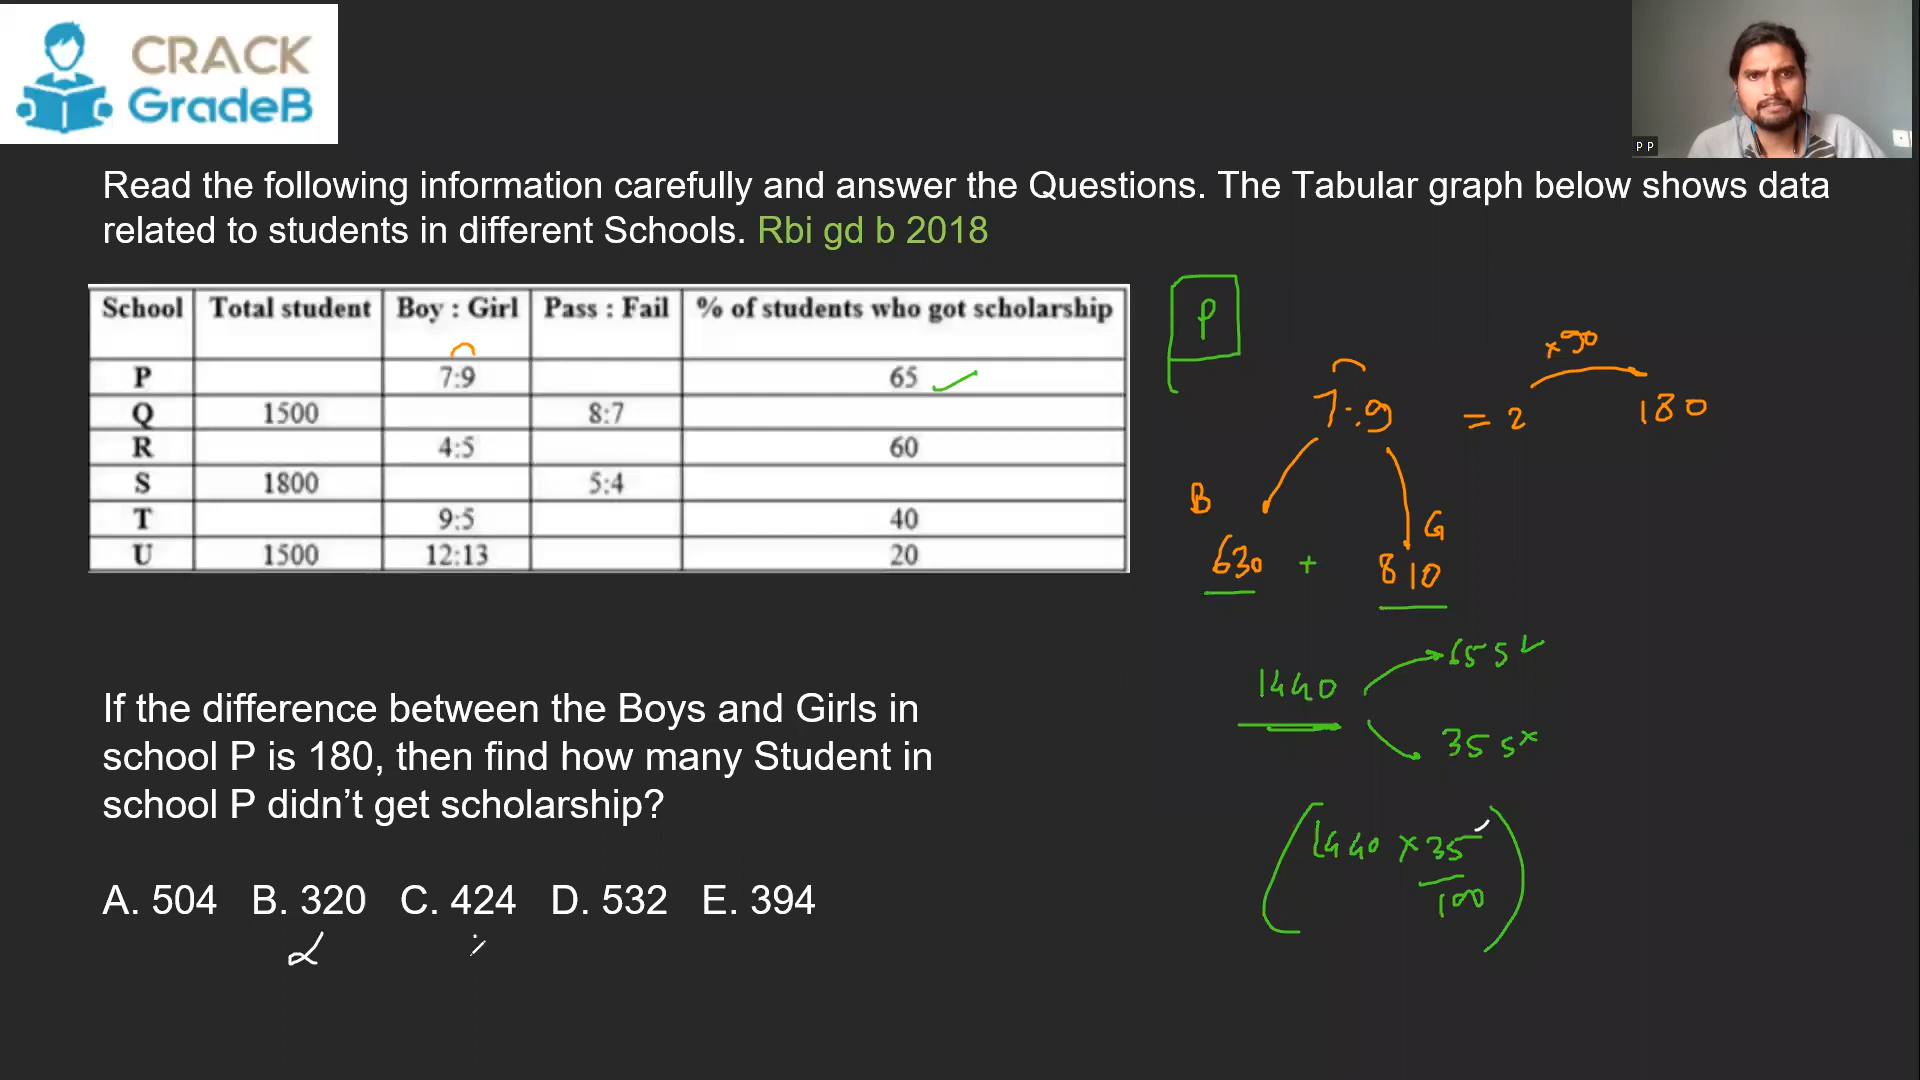 CRACK
GradeB
P P
Read the following information carefully and answer the Questions. The Tabular graph below shows data
related to students in different Schools. Rbi gd b 2018
School Total student Boy : Girl Pass : Fail % of students who got scholarship
P 7:9 65
Q 1500 8:7
R 4:5 60
S 1800 5:4
T 9:5 40
U 1500 12:13 20
P
×90
7:9 = 2 180
B G
630 + 810
1440
65 S ✓
35 S ×
(1440 × 35
100)
If the difference between the Boys and Girls in
school P is 180, then find how many Student in
school P didn't get scholarship?
A. 504 B. 320 C. 424 D. 532 E. 394